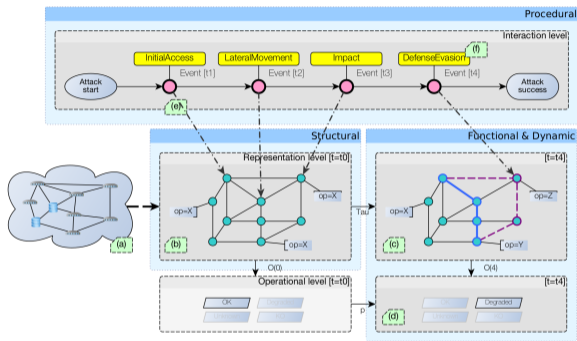 Procedural
Interaction level
InitialAccess
LateralMovement
Impact
DefenseEvasion
(f)
Event [t1]
Event [t2]
Event [t3]
Event [t4]
Attack start
Attack success
(e)
Structural
Functional & Dynamic
Representation level [t=t0]
[t=t4]
op=X
op=X
op=X
op=X
op=Z
op=Y
Tau
(a)
(b)
(c)
O(0)
O(4)
Operational level [t=t0]
[t=t4]
OK
p
Degraded
(d)